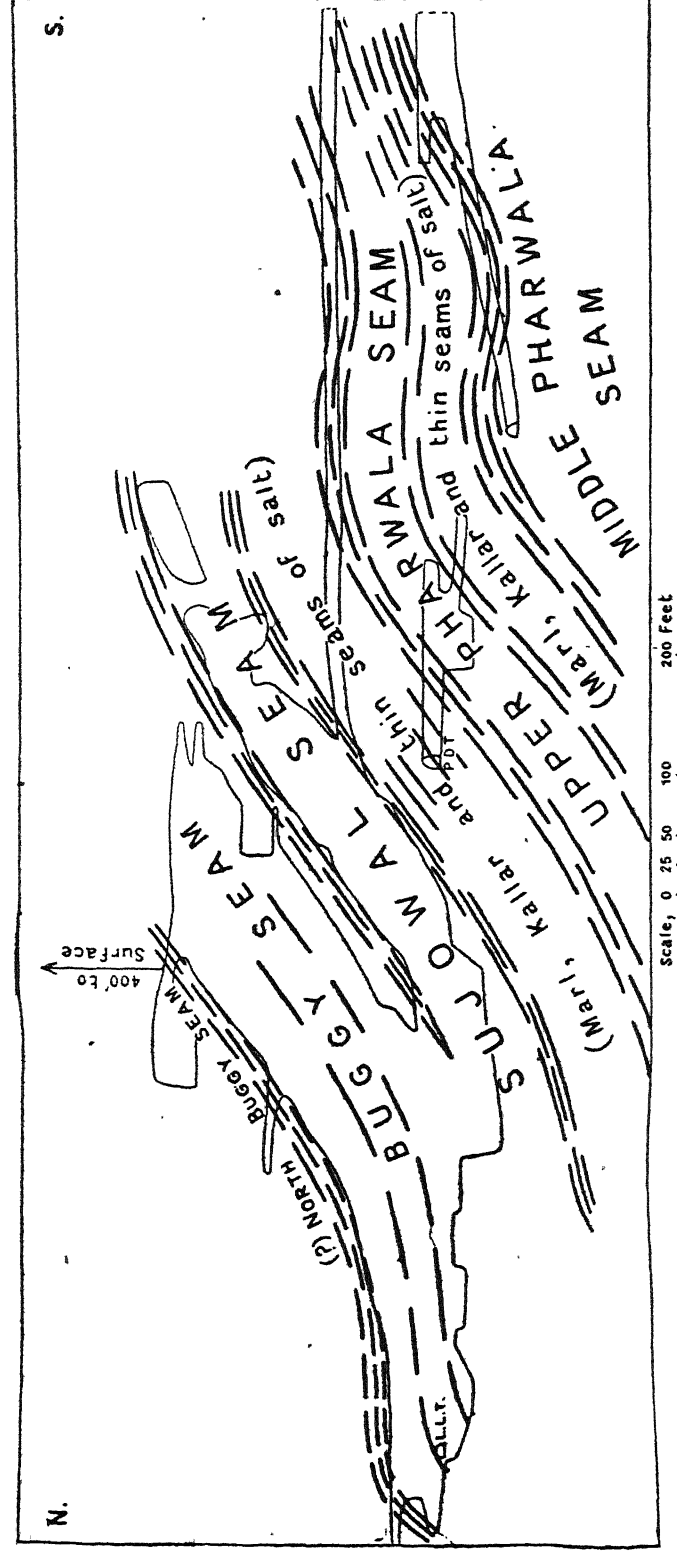 N.
S.
400' to
Surface
(?) NORTH BUGGY SEAM
BUGGY SEAM
SUJOWAL SEAM
(Marl, Kallar and thin seams of salt)
UPPER PHARWALA SEAM
(Marl, Kallar and thin seams of salt)
MIDDLE PHARWALA
SEAM
L.L.T.
P.D.T
Scale, 0 25 50 100 200 Feet